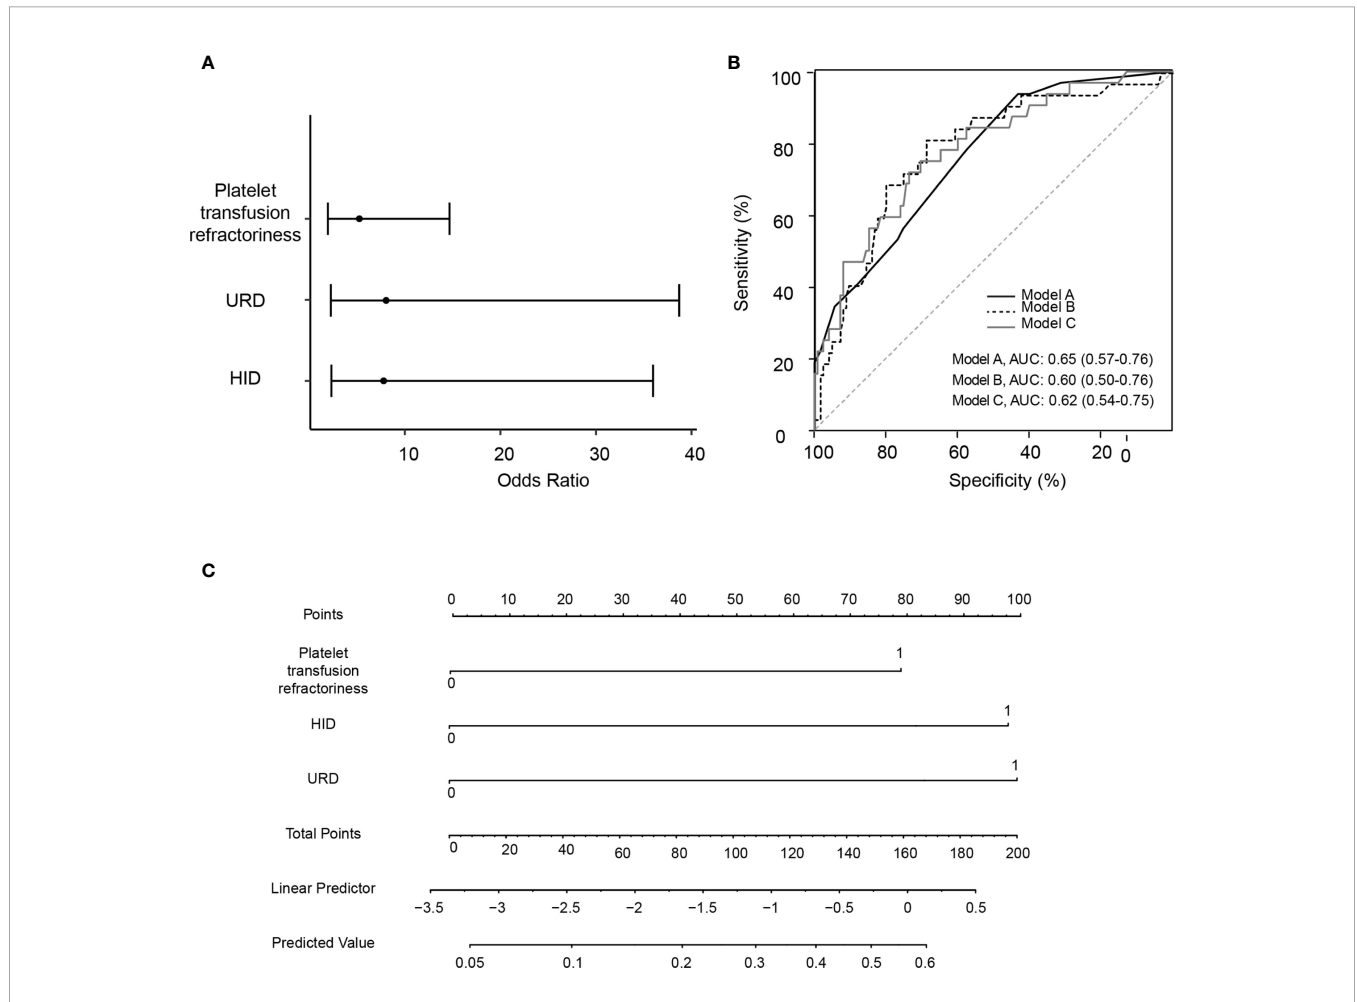 A
Platelet
transfusion
refractoriness
URD
HID
10 20 30 40
Odds Ratio
B
100
80
60
40
20
0
Sensitivity (%)
Model A
Model B
Model C
Model A, AUC: 0.65 (0.57-0.76)
Model B, AUC: 0.60 (0.50-0.76)
Model C, AUC: 0.62 (0.54-0.75)
100 80 60 40 20 0
Specificity (%)
C
Points
0 10 20 30 40 50 60 70 80 90 100
Platelet
transfusion
refractoriness
0 1
HID
0 1
URD
0 1
Total Points
0 20 40 60 80 100 120 140 160 180 200
Linear Predictor
−3.5 −3 −2.5 −2 −1.5 −1 −0.5 0 0.5
Predicted Value
0.05 0.1 0.2 0.3 0.4 0.5 0.6